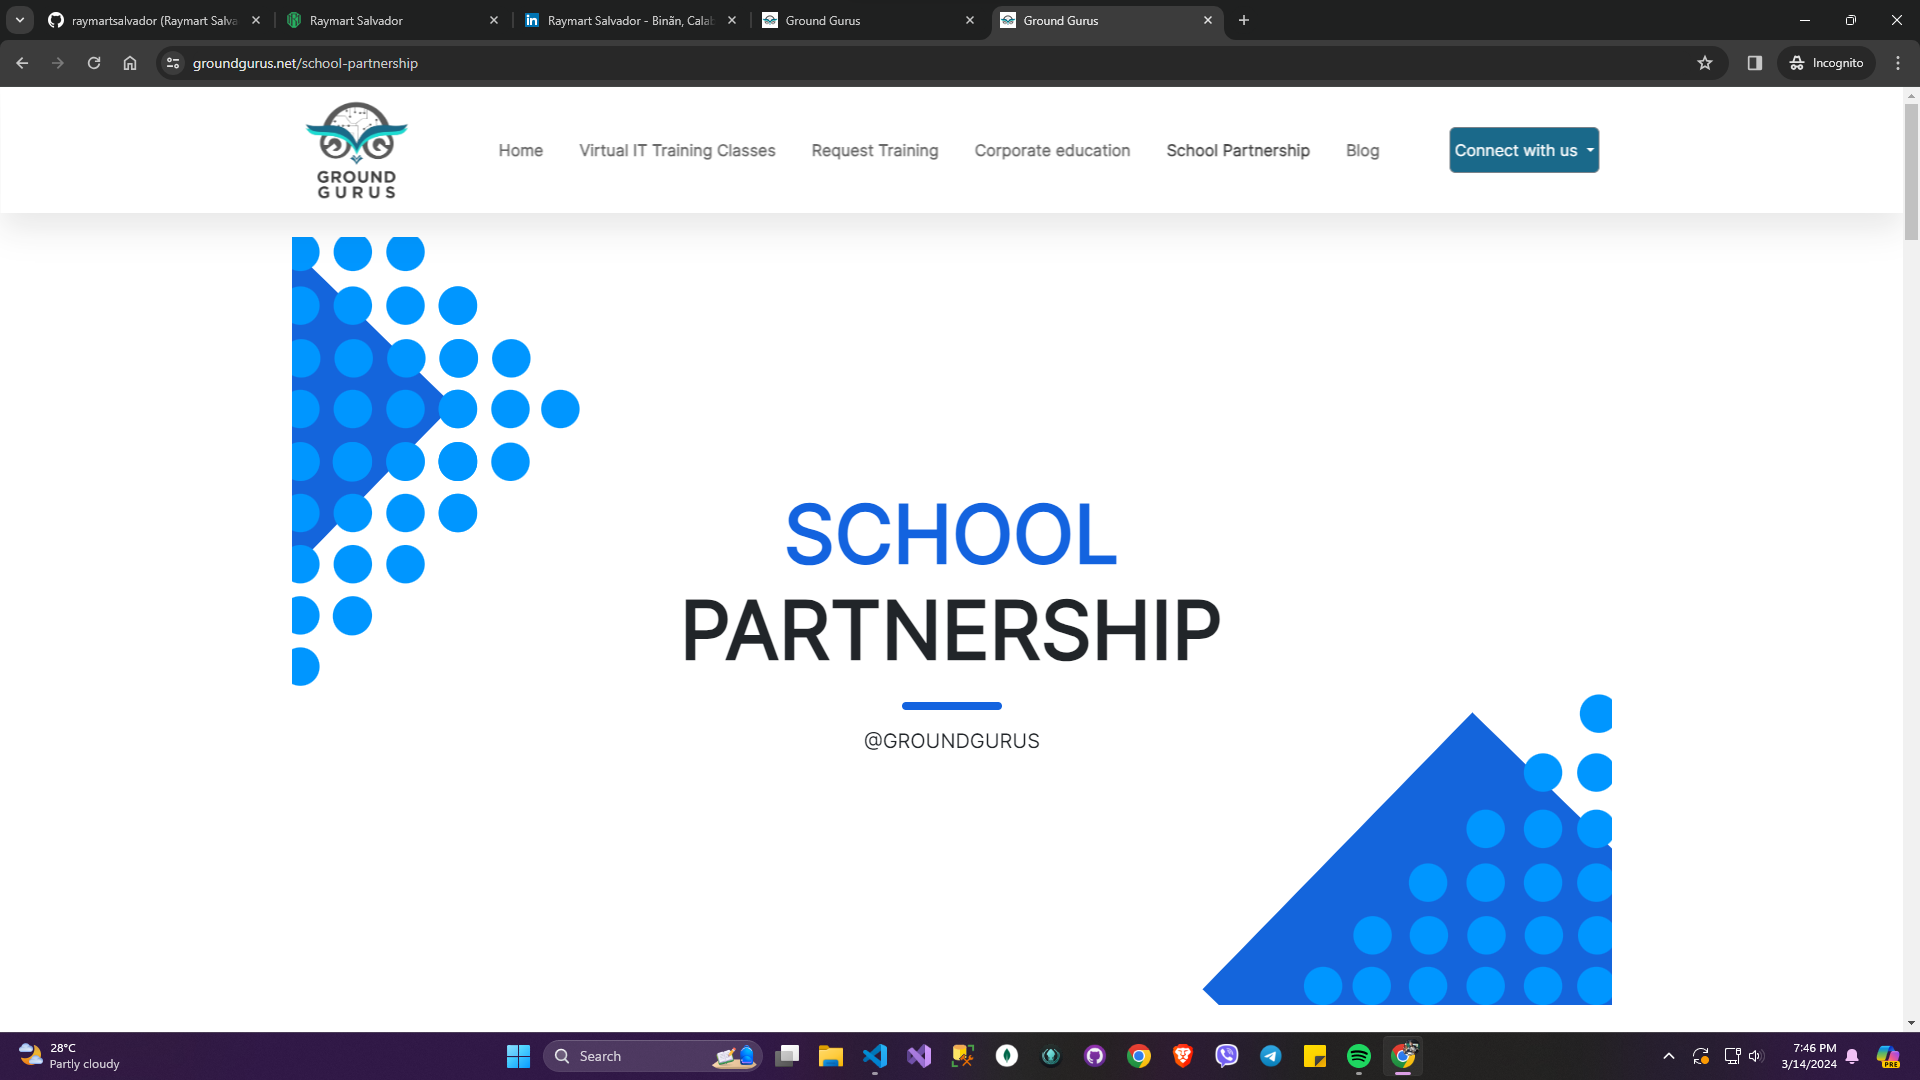 raymartsalvador (Raymart Salva
Raymart Salvador
Raymart Salvador - Biñãn, Calab
Ground Gurus
Ground Gurus
groundgurus.net/school-partnership
Incognito
GROUND
GURUS
Home
Virtual IT Training Classes
Request Training
Corporate education
School Partnership
Blog
Connect with us
SCHOOL
PARTNERSHIP
@GROUNDGURUS
28°C
Partly cloudy
Search
7:46 PM
3/14/2024
PRE